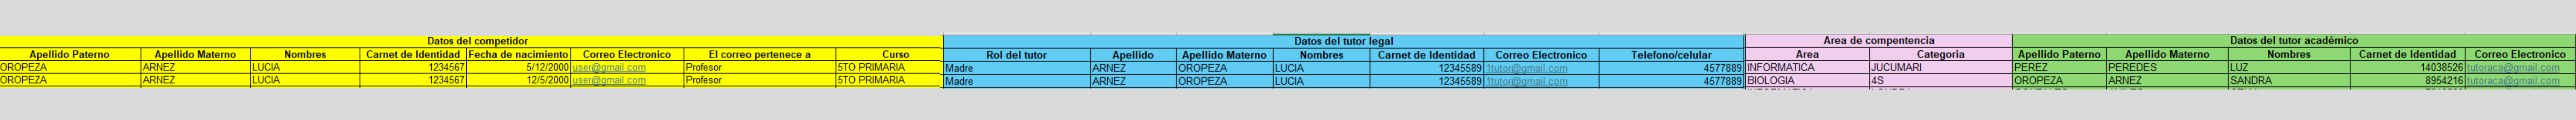 Datos del competidor Datos del tutor legal Area de compentencia Datos del tutor académico
Apellido Paterno Apellido Materno Nombres Carnet de Identidad Fecha de nacimiento Correo Electronico El correo pertenece a Curso Rol del tutor Apellido Apellido Materno Nombres Carnet de Identidad Correo Electronico Telefono/celular Area Categoria Apellido Paterno Apellido Materno Nombres Carnet de Identidad Correo Electronico
OROPEZA ARNEZ LUCIA 1234567 5/12/2000 user@gmail.com Profesor 5TO PRIMARIA Madre ARNEZ OROPEZA LUCIA 12345589 1tutor@gmail.com 4577889 INFORMATICA JUCUMARI PEREZ PEREDES LUZ 14038526 tutoraca@gmail.com
OROPEZA ARNEZ LUCIA 1234567 12/5/2000 user@gmail.com Profesor 5TO PRIMARIA Madre ARNEZ OROPEZA LUCIA 12345589 1tutor@gmail.com 4577889 BIOLOGIA 4S OROPEZA ARNEZ SANDRA 8954216 tutoraca@gmail.com